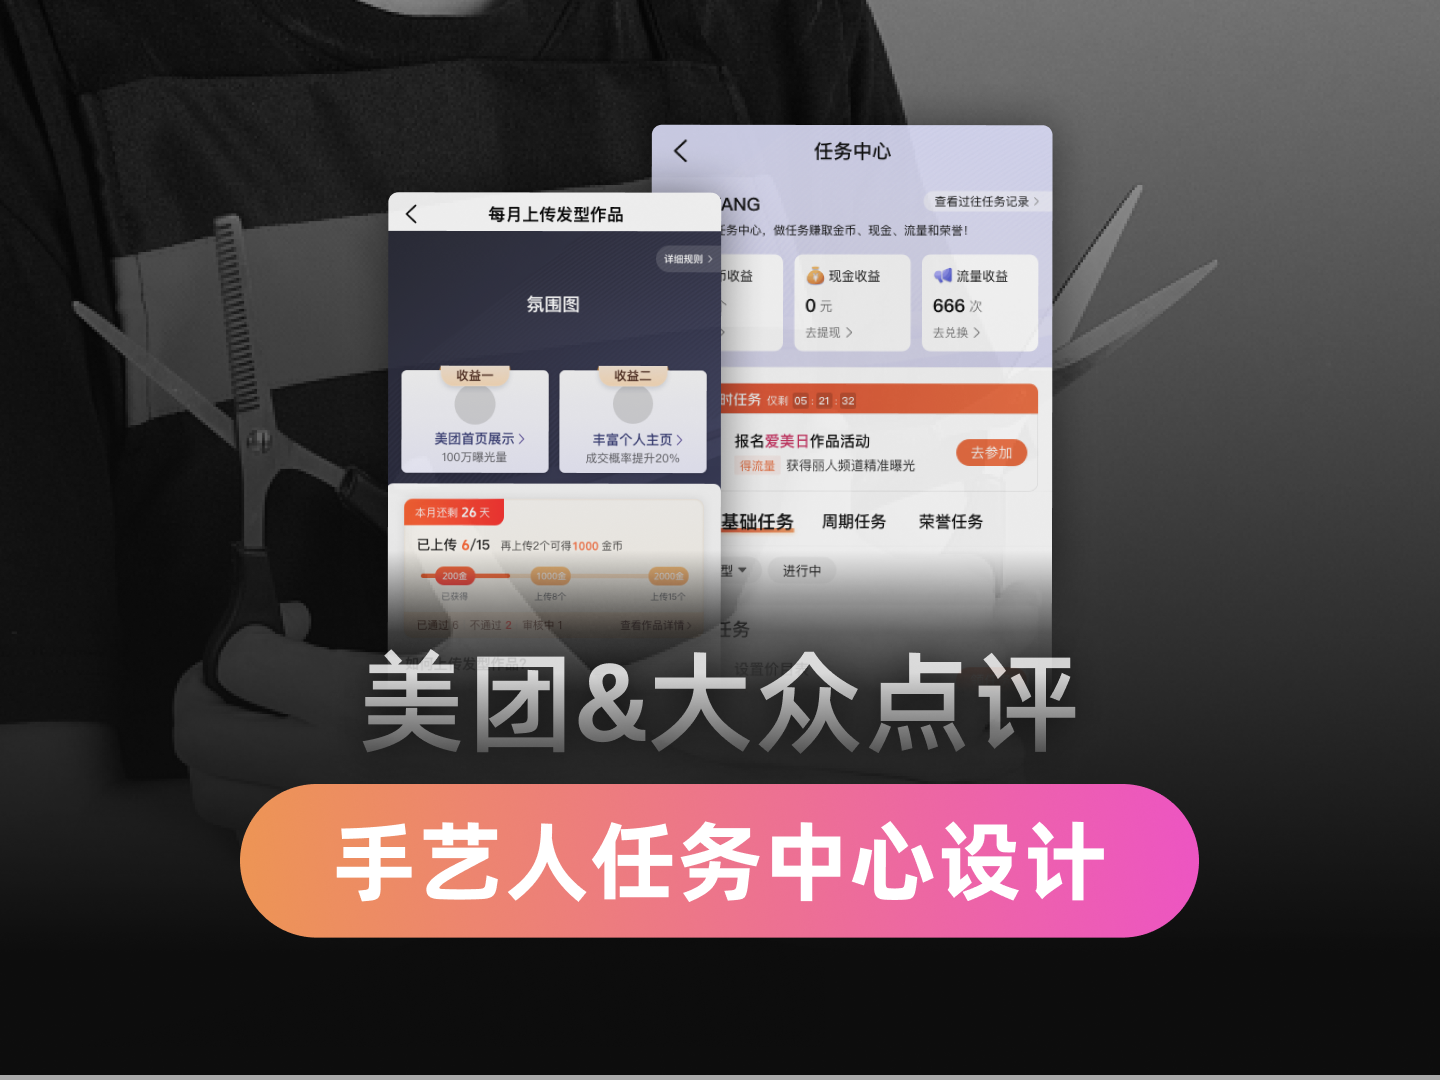 任务中心
ANG
查看过往任务记录
任务中心，做任务赚取金币、现金、流量和荣誉！
币收益
现金收益
0 元
去提现
流量收益
666 次
去兑换
时任务 仅剩 05 : 21 : 32
报名爱美日作品活动
得流量 获得丽人频道精准曝光
去参加
基础任务 周期任务 荣誉任务
型 进行中
任务
每月上传发型作品
详细规则
氛围图
收益一
美团首页展示
100万曝光量
收益二
丰富个人主页
成交概率提升20%
本月还剩 26 天
已上传 6/15 再上传2个可得1000 金币
200金 1000金 2000金
已获得 上传8个 上传15个
已通过 6 不通过 2 审核中 1 查看作品详情
如何上传发型作品?
美团&大众点评
手艺人任务中心设计